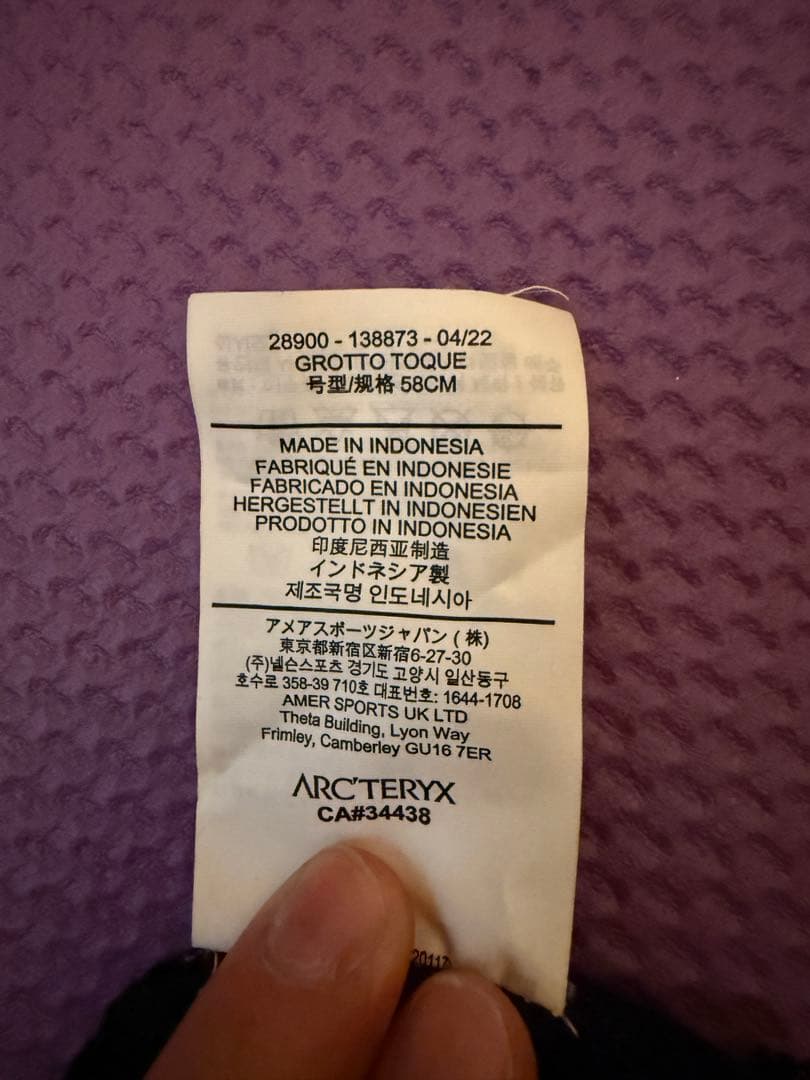 28900 - 138873 - 04/22
GROTTO TOQUE
号型/规格 58CM
MADE IN INDONESIA
FABRIQUÉ EN INDONESIE
FABRICADO EN INDONESIA
HERGESTELLT IN INDONESIEN
PRODOTTO IN INDONESIA
印度尼西亚制造
インドネシア製
제조국명 인도네시아
アメアスポーツジャパン (株)
東京都新宿区新宿6-27-30
(주)넬슨스포츠 경기도 고양시 일산동구
호수로 358-39 710호 대표번호: 1644-1708
AMER SPORTS UK LTD
Theta Building, Lyon Way
Frimley, Camberley GU16 7ER
ARC'TERYX
CA#34438